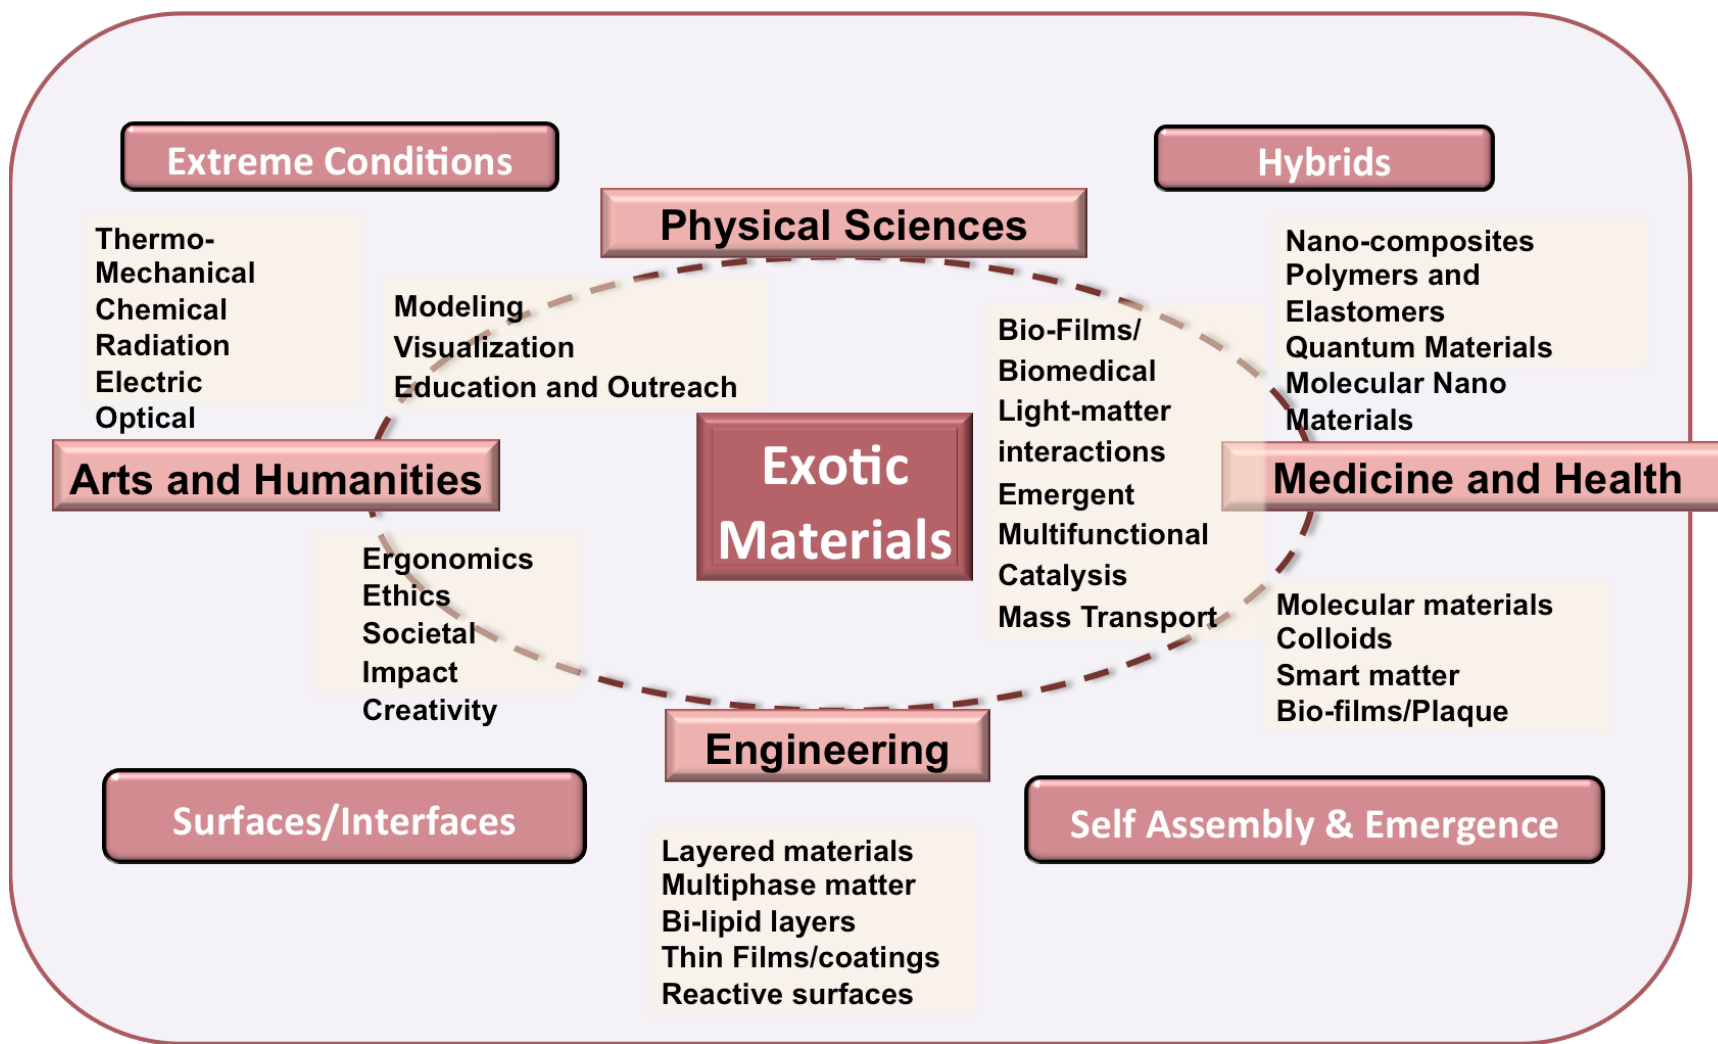 Extreme Conditions
Hybrids
Physical Sciences
Thermo-
Mechanical
Chemical
Radiation
Electric
Optical
Modeling
Visualization
Education and Outreach
Bio-Films/
Biomedical
Light-matter
interactions
Emergent
Multifunctional
Catalysis
Mass Transport
Nano-composites
Polymers and
Elastomers
Quantum Materials
Molecular Nano
Materials
Arts and Humanities
Exotic
Materials
Medicine and Health
Ergonomics
Ethics
Societal
Impact
Creativity
Molecular materials
Colloids
Smart matter
Bio-films/Plaque
Engineering
Surfaces/Interfaces
Self Assembly & Emergence
Layered materials
Multiphase matter
Bi-lipid layers
Thin Films/coatings
Reactive surfaces